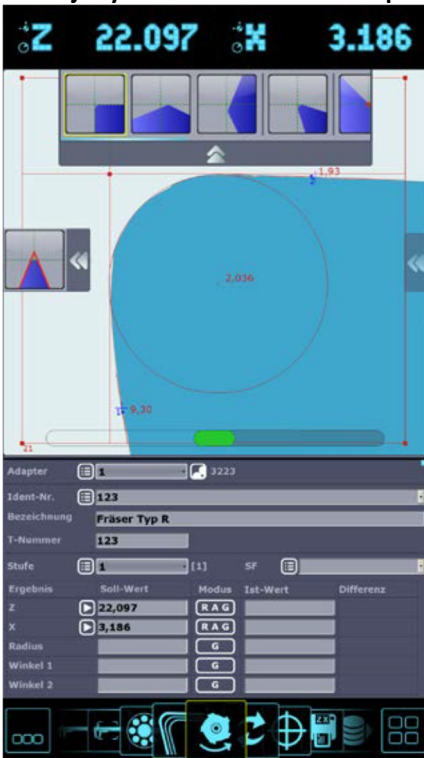 Z 22.097 X 3.186
1,93
2,036
9,30
21
Adapter 1 3223
Ident-Nr. 123
Bezeichnung Fräser Typ R
T-Nummer 123
Stufe 1 [1] SF
Ergebnis Soll-Wert Modus Ist-Wert Differenz
Z 22,097 R A G
X 3,186 R A G
Radius G
Winkel 1 G
Winkel 2 G
ZX